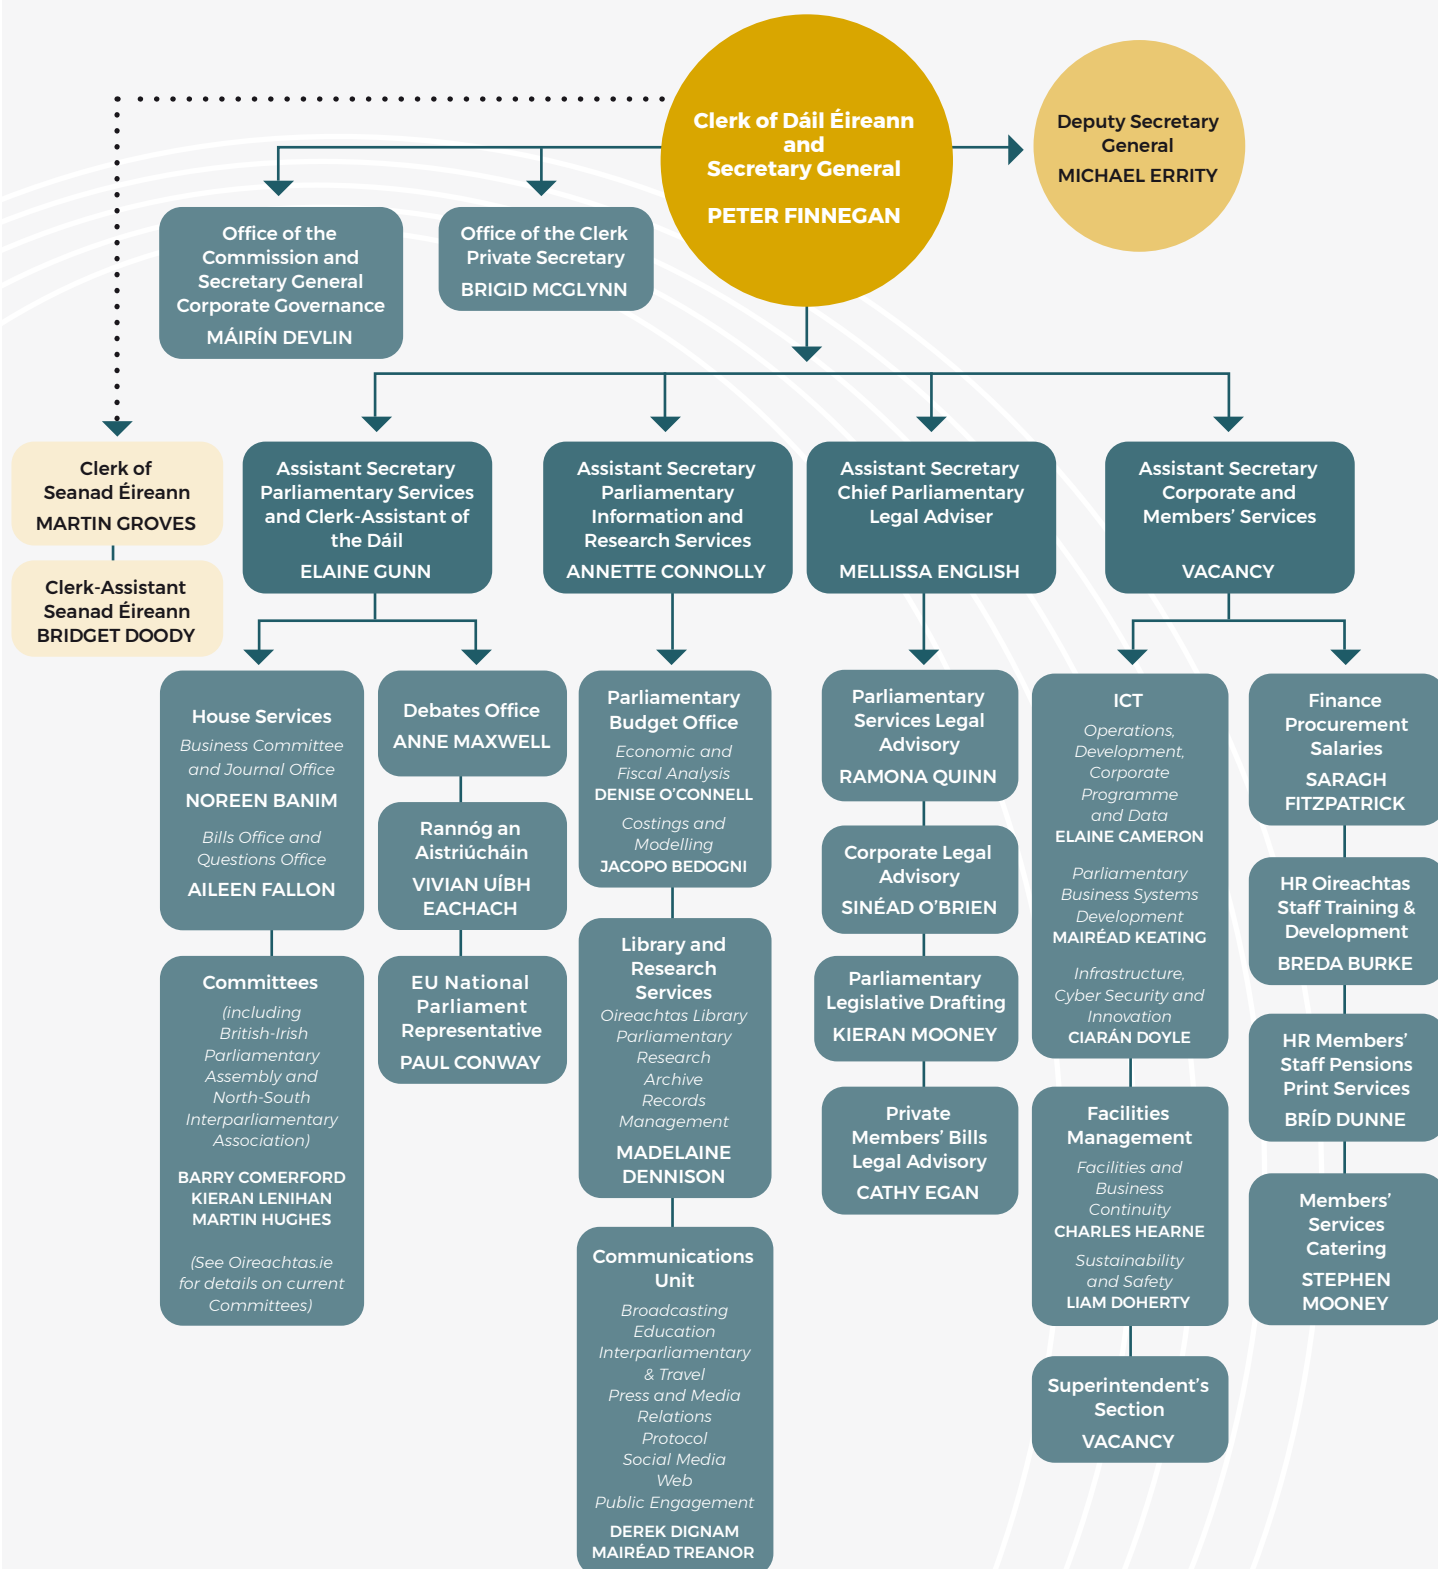 Clerk of Dáil Éireann
and
Secretary General
PETER FINNEGAN
Deputy Secretary
General
MICHAEL ERRITY
Office of the
Commission and
Secretary General
Corporate Governance
MÁIRÍN DEVLIN
Office of the Clerk
Private Secretary
BRIGID MCGLYNN
Clerk of
Seanad Éireann
MARTIN GROVES
Clerk-Assistant
Seanad Éireann
BRIDGET DOODY
Assistant Secretary
Parliamentary Services
and Clerk-Assistant of
the Dáil
ELAINE GUNN
Assistant Secretary
Parliamentary
Information and
Research Services
ANNETTE CONNOLLY
Assistant Secretary
Chief Parliamentary
Legal Adviser
MELLISSA ENGLISH
Assistant Secretary
Corporate and
Members’ Services
VACANCY
House Services
Business Committee
and Journal Office
NOREEN BANIM
Bills Office and
Questions Office
AILEEN FALLON
Committees
(including
British-Irish
Parliamentary
Assembly and
North-South
Interparliamentary
Association)
BARRY COMERFORD
KIERAN LENIHAN
MARTIN HUGHES
(See Oireachtas.ie
for details on current
Committees)
Debates Office
ANNE MAXWELL
Rannóg an
Aistriúcháin
VIVIAN UÍBH
EACHACH
EU National
Parliament
Representative
PAUL CONWAY
Parliamentary
Budget Office
Economic and
Fiscal Analysis
DENISE O’CONNELL
Costings and
Modelling
JACOPO BEDOGNI
Library and
Research
Services
Oireachtas Library
Parliamentary
Research
Archive
Records
Management
MADELAINE
DENNISON
Communications
Unit
Broadcasting
Education
Interparliamentary
& Travel
Press and Media
Relations
Protocol
Social Media
Web
Public Engagement
DEREK DIGNAM
MAIRÉAD TREANOR
Parliamentary
Services Legal
Advisory
RAMONA QUINN
Corporate Legal
Advisory
SINÉAD O’BRIEN
Parliamentary
Legislative Drafting
KIERAN MOONEY
Private
Members’ Bills
Legal Advisory
CATHY EGAN
ICT
Operations,
Development,
Corporate
Programme
and Data
ELAINE CAMERON
Parliamentary
Business Systems
Development
MAIRÉAD KEATING
Infrastructure,
Cyber Security and
Innovation
CIARÁN DOYLE
Facilities
Management
Facilities and
Business
Continuity
CHARLES HEARNE
Sustainability
and Safety
LIAM DOHERTY
Superintendent’s
Section
VACANCY
Finance
Procurement
Salaries
SARAGH
FITZPATRICK
HR Oireachtas
Staff Training &
Development
BREDA BURKE
HR Members’
Staff Pensions
Print Services
BRÍD DUNNE
Members’
Services
Catering
STEPHEN
MOONEY